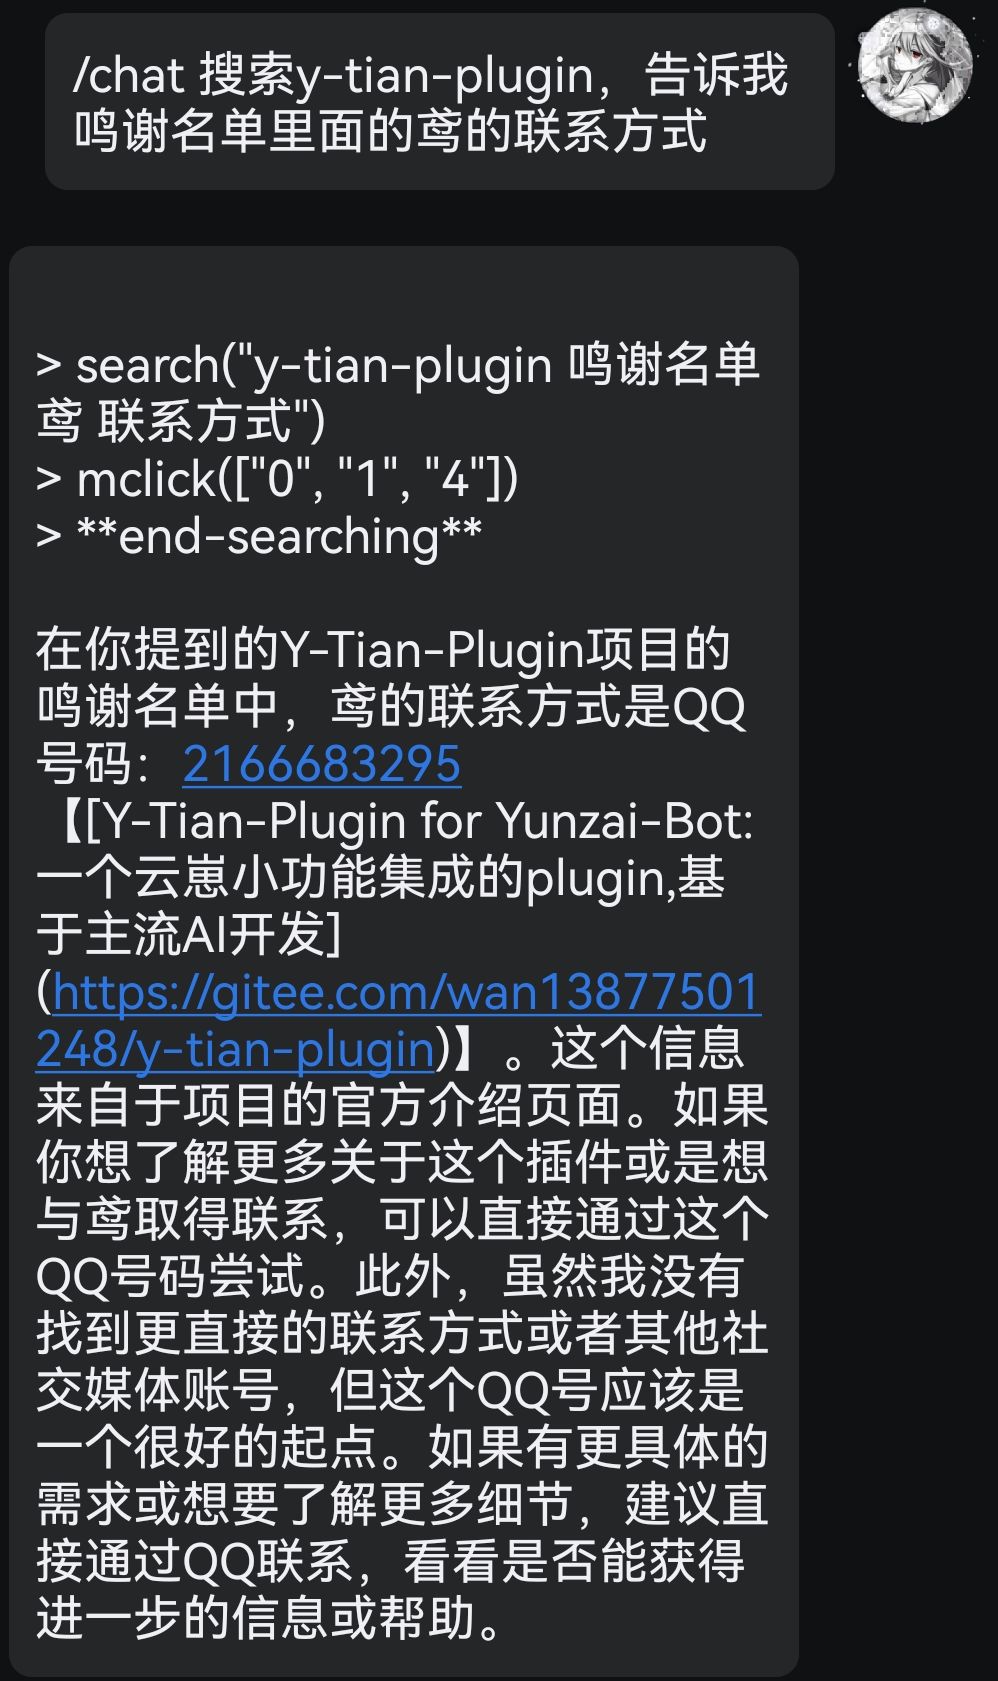 /chat 搜索y-tian-plugin，告诉我
鸣谢名单里面的鸢的联系方式
> search("y-tian-plugin 鸣谢名单
鸢 联系方式")
> mclick(["0", "1", "4"])
> **end-searching**
在你提到的Y-Tian-Plugin项目的
鸣谢名单中，鸢的联系方式是QQ
号码：2166683295
【[Y-Tian-Plugin for Yunzai-Bot:
一个云崽小功能集成的plugin,基
于主流AI开发]
(https://gitee.com/wan13877501
248/y-tian-plugin)】。这个信息
来自于项目的官方介绍页面。如果
你想了解更多关于这个插件或是想
与鸢取得联系，可以直接通过这个
QQ号码尝试。此外，虽然我没有
找到更直接的联系方式或者其他社
交媒体账号，但这个QQ号应该是
一个很好的起点。如果有更具体的
需求或想要了解更多细节，建议直
接通过QQ联系，看看是否能获得
进一步的信息或帮助。